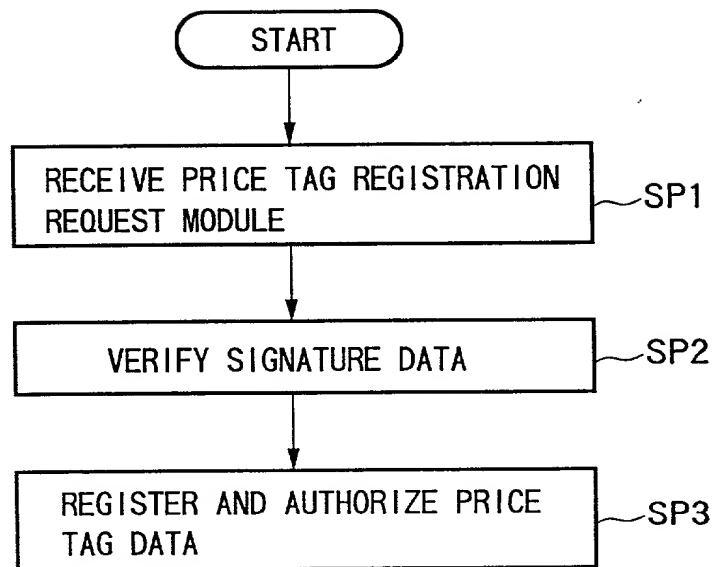 START
RECEIVE PRICE TAG REGISTRATION
REQUEST MODULE
SP1
VERIFY SIGNATURE DATA
SP2
REGISTER AND AUTHORIZE PRICE
TAG DATA
SP3